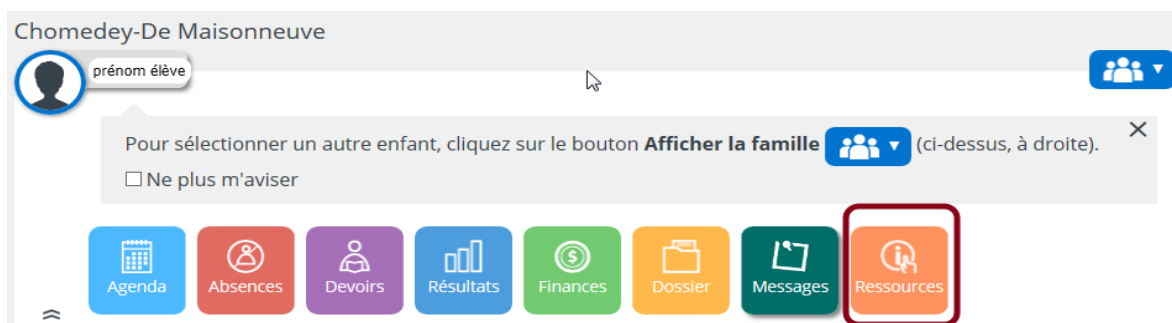 Chomedey-De Maisonneuve
prénom élève
Pour sélectionner un autre enfant, cliquez sur le bouton Afficher la famille (ci-dessus, à droite).
Ne plus m'aviser
Agenda Absences Devoirs Résultats Finances Dossier Messages Ressources